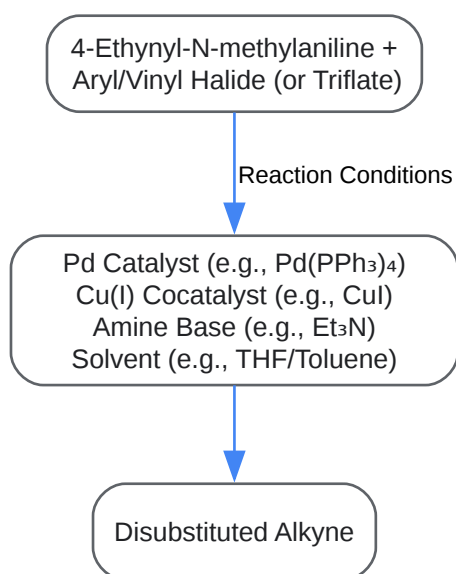 4-Ethynyl-N-methylaniline +
Aryl/Vinyl Halide (or Triflate)
Reaction Conditions
Pd Catalyst (e.g., Pd(PPh₃)₄)
Cu(I) Cocatalyst (e.g., CuI)
Amine Base (e.g., Et₃N)
Solvent (e.g., THF/Toluene)
Disubstituted Alkyne